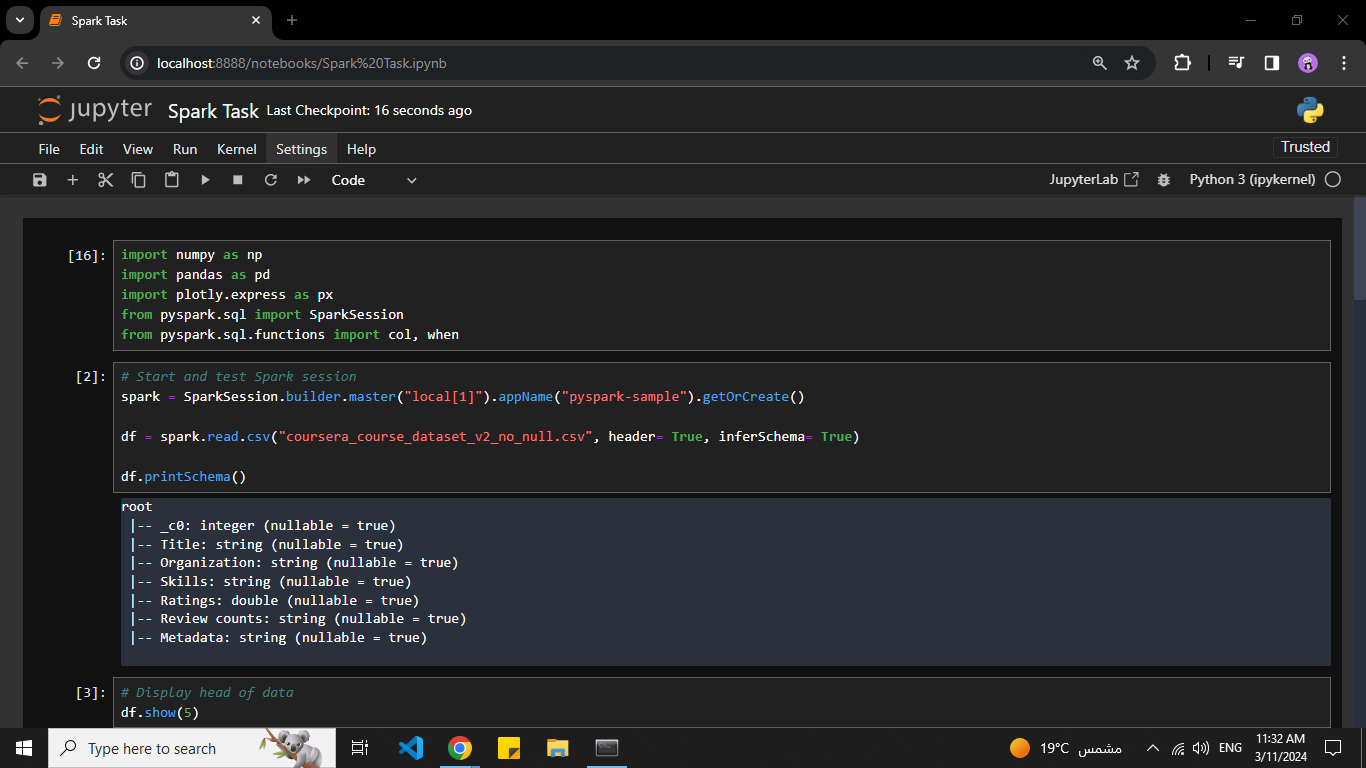 Spark Task
localhost:8888/notebooks/Spark%20Task.ipynb
jupyter Spark Task Last Checkpoint: 16 seconds ago
File Edit View Run Kernel Settings Help Trusted
Code JupyterLab Python 3 (ipykernel)
[16]: import numpy as np
import pandas as pd
import plotly.express as px
from pyspark.sql import SparkSession
from pyspark.sql.functions import col, when
[2]: # Start and test Spark session
spark = SparkSession.builder.master("local[1]").appName("pyspark-sample").getOrCreate()
df = spark.read.csv("coursera_course_dataset_v2_no_null.csv", header= True, inferSchema= True)
df.printSchema()
root
|-- _c0: integer (nullable = true)
|-- Title: string (nullable = true)
|-- Organization: string (nullable = true)
|-- Skills: string (nullable = true)
|-- Ratings: double (nullable = true)
|-- Review counts: string (nullable = true)
|-- Metadata: string (nullable = true)
[3]: # Display head of data
df.show(5)
Type here to search 19°C مشمس ENG 11:32 AM
3/11/2024